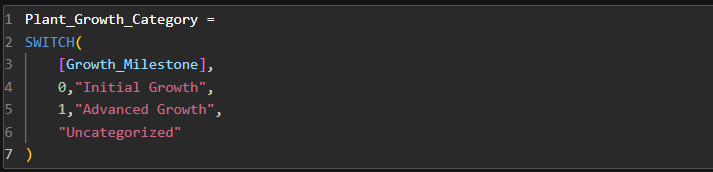 1 Plant_Growth_Category =
2 SWITCH(
3 [Growth_Milestone],
4 0,"Initial Growth",
5 1,"Advanced Growth",
6 "Uncategorized"
7 )